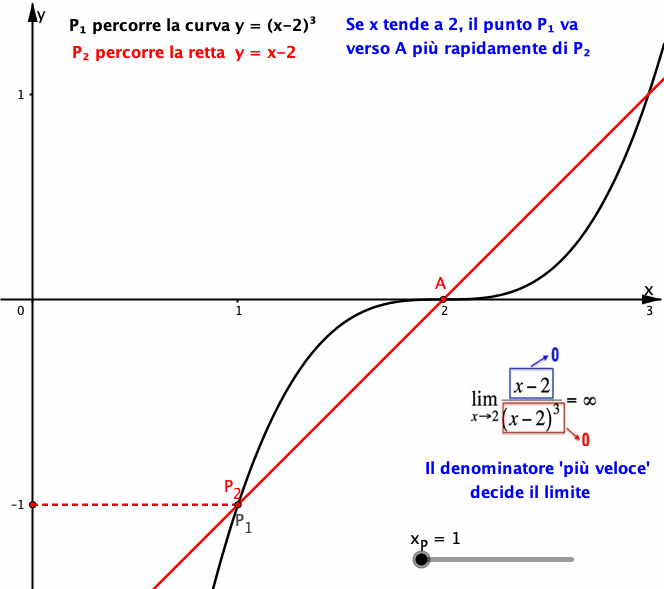 y
P₁ percorre la curva y = (x–2)³
P₂ percorre la retta y = x–2
Se x tende a 2, il punto P₁ va
verso A più rapidamente di P₂
1
A
x
0
1
2
3
0
x – 2
lim = ∞
x→2
(x – 2)³
0
Il denominatore 'più veloce'
decide il limite
P₂
–1
P₁
xₚ = 1